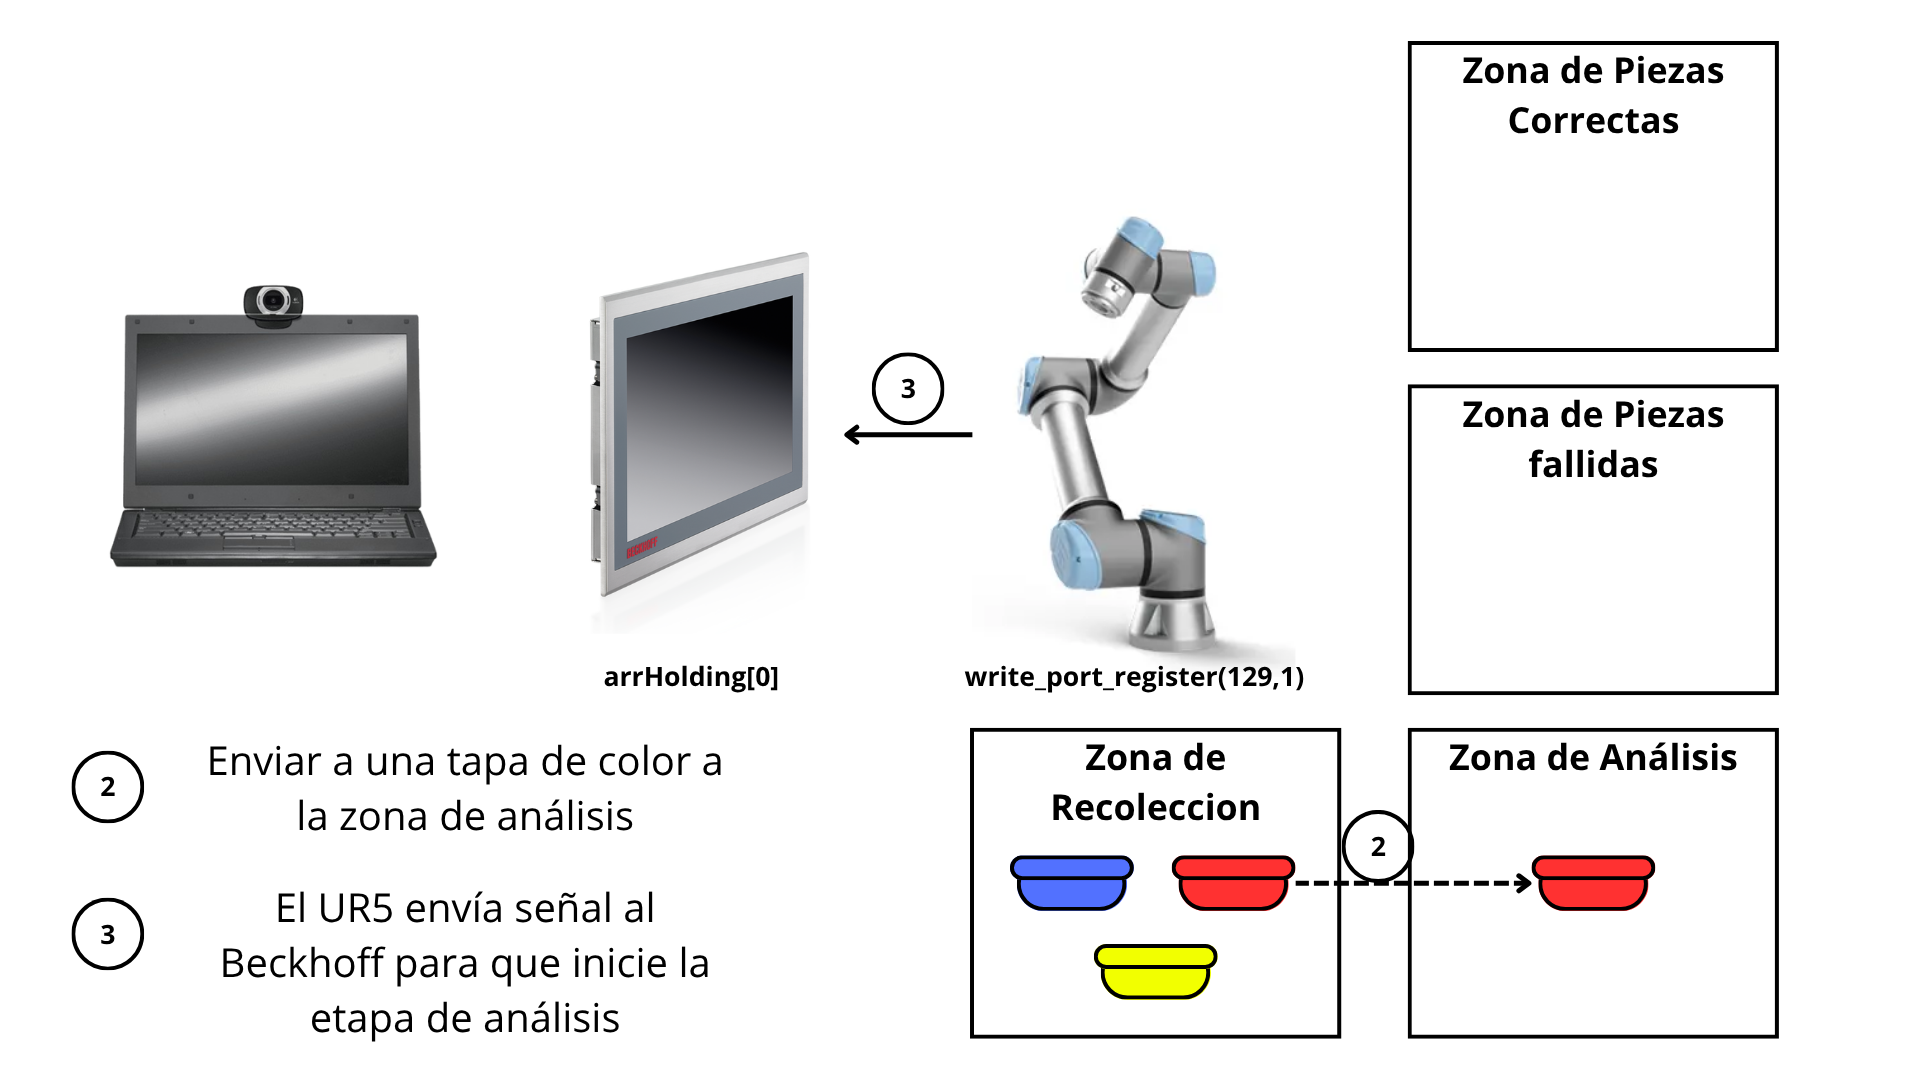 Zona de Piezas
Correctas
Zona de Piezas
fallidas
3
BECKHOFF
arrHolding[0]
write_port_register(129,1)
2
Enviar a una tapa de color a
la zona de análisis
3
El UR5 envía señal al
Beckhoff para que inicie la
etapa de análisis
Zona de
Recoleccion
2
Zona de Análisis